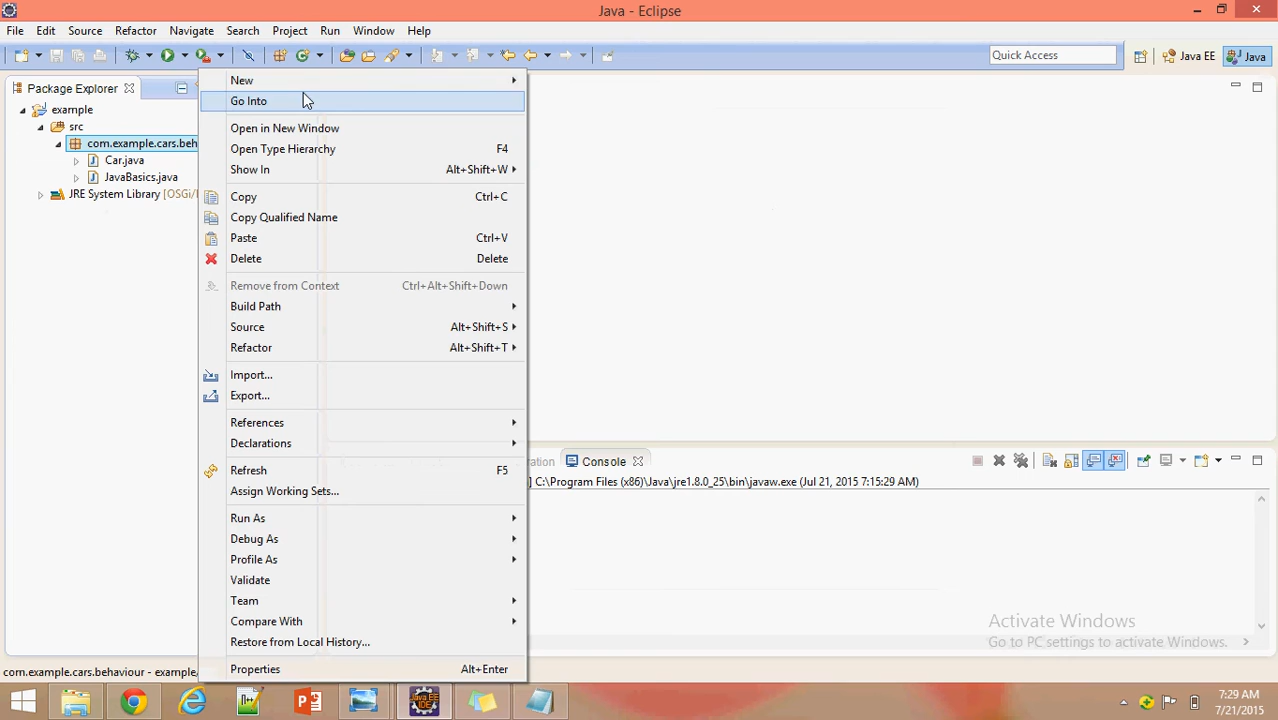 Java - Eclipse
File Edit Source Refactor Navigate Search Project Run Window Help
Quick Access
Java EE
Java
Package Explorer
example
src
com.example.cars.beh
Car.java
JavaBasics.java
JRE System Library [OSGi/
New
Go Into
Open in New Window
Open Type Hierarchy F4
Show In Alt+Shift+W
Copy Ctrl+C
Copy Qualified Name
Paste Ctrl+V
Delete Delete
Remove from Context Ctrl+Alt+Shift+Down
Build Path
Source Alt+Shift+S
Refactor Alt+Shift+T
Import...
Export...
References
Declarations
Refresh F5
Assign Working Sets...
Run As
Debug As
Profile As
Validate
Team
Compare With
Restore from Local History...
Properties Alt+Enter
ration
Console
] C:\Program Files (x86)\Java\jre1.8.0_25\bin\javaw.exe (Jul 21, 2015 7:15:29 AM)
Activate Windows
Go to PC settings to activate Windows.
com.example.cars.behaviour - example/
Java EE
IDE
7:29 AM
7/21/2015